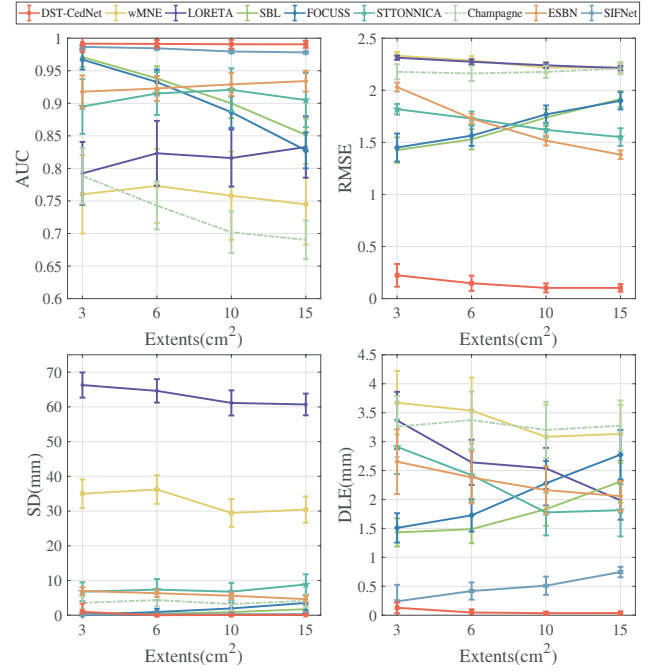 DST-CedNet wMNE LORETA SBL FOCUSS STTONNICA Champagne ESBN SIFNet
1
0.95
0.9
0.85
0.8
0.75
0.7
0.65
0.6
AUC
3 6 10 15
Extents(cm²)
2.5
2
1.5
1
0.5
0
RMSE
3 6 10 15
Extents(cm²)
70
60
50
40
30
20
10
0
SD(mm)
3 6 10 15
Extents(cm²)
4.5
4
3.5
3
2.5
2
1.5
1
0.5
0
DLE(mm)
3 6 10 15
Extents(cm²)